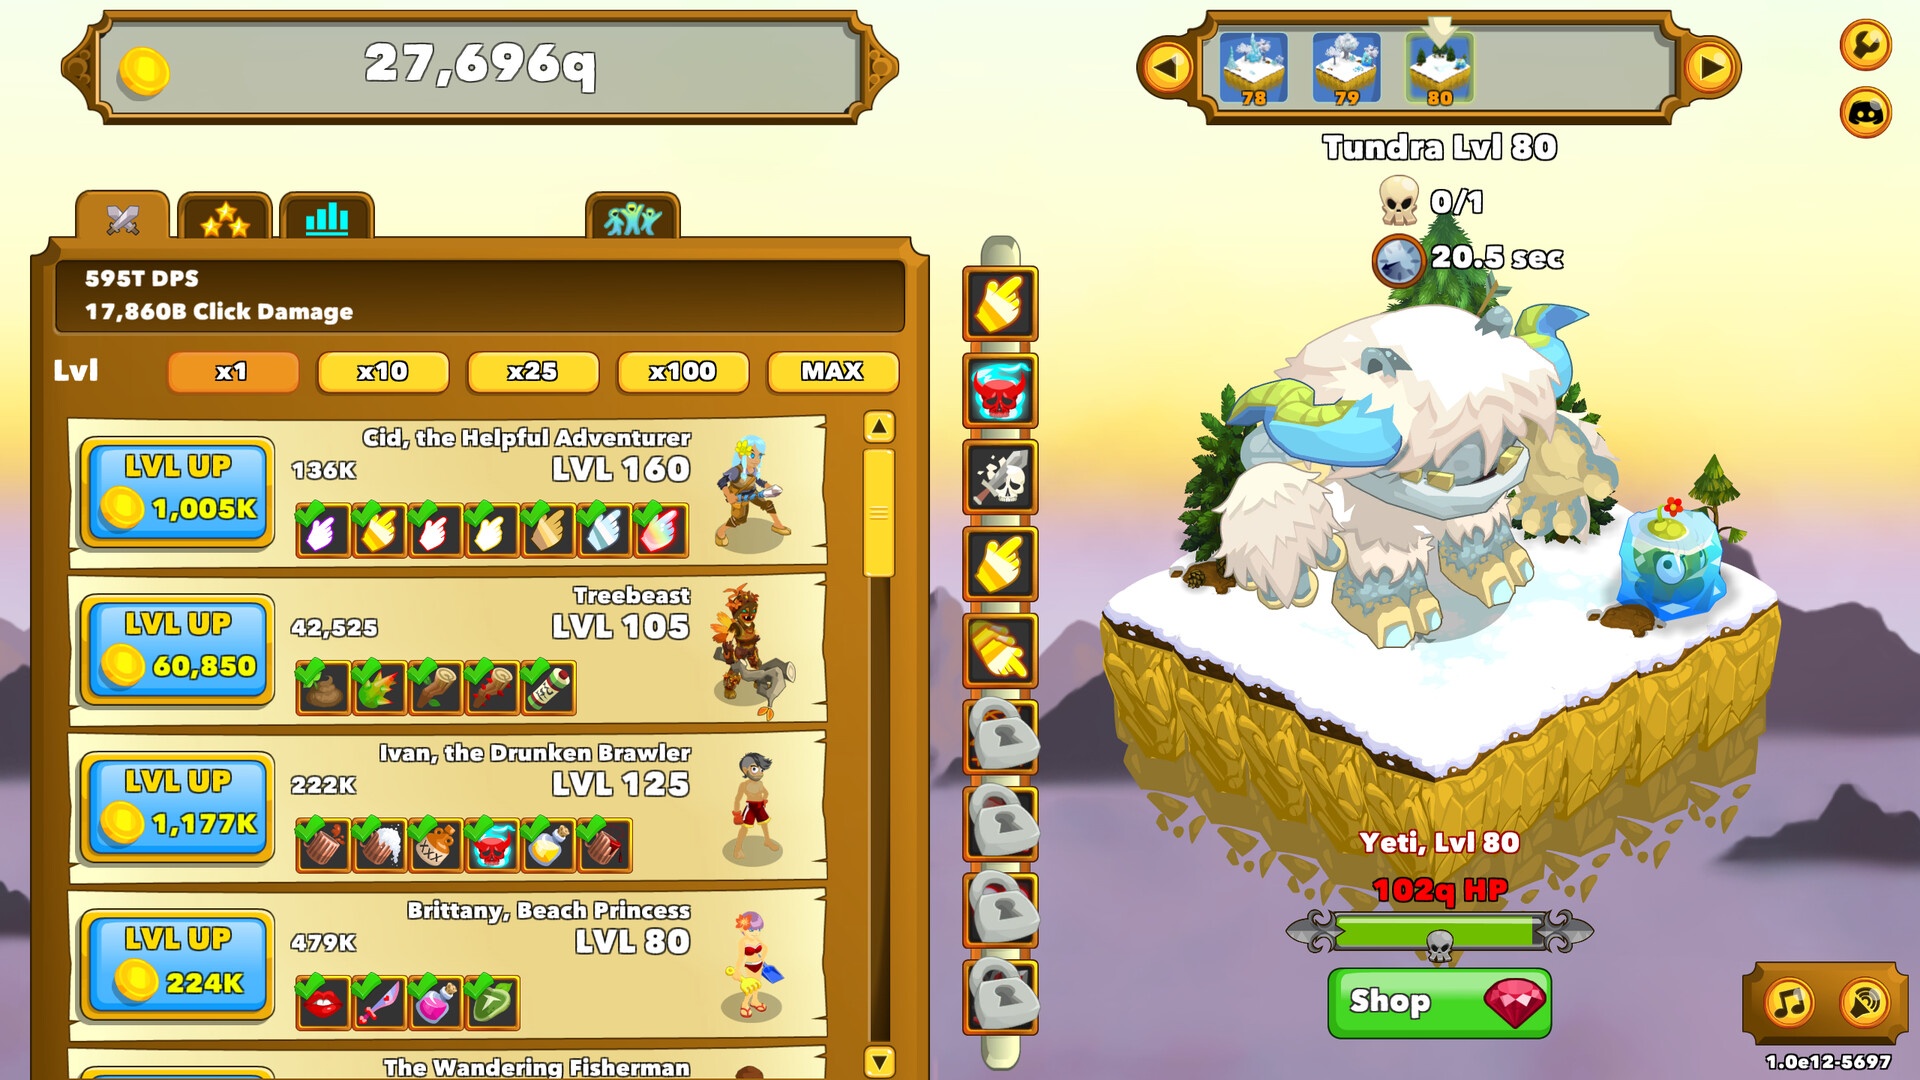 27,696q
78
79
80
Tundra Lvl 80
0/1
20.5 sec
595T DPS
17,860B Click Damage
Lvl
x1
x10
x25
x100
MAX
LVL UP
1,005K
Cid, the Helpful Adventurer
136K
LVL 160
LVL UP
60,850
Treebeast
42,525
LVL 105
LVL UP
1,177K
Ivan, the Drunken Brawler
222K
LVL 125
XXX
LVL UP
224K
Brittany, Beach Princess
479K
LVL 80
The Wandering Fisherman
Yeti, Lvl 80
102q HP
Shop
1.0e12-5697